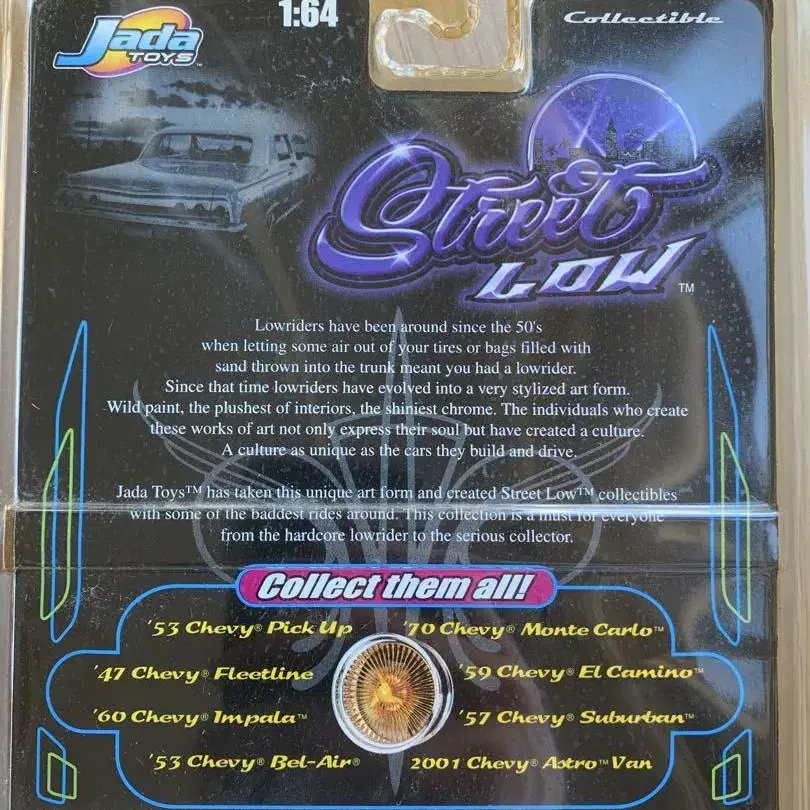 Jada
TOYS
1:64
Collectible
Street
LOW™
Lowriders have been around since the 50's
when letting some air out of your tires or bags filled with
sand thrown into the trunk meant you had a lowrider.
Since that time lowriders have evolved into a very stylized art form.
Wild paint, the plushest of interiors, the shiniest chrome. The individuals who create
these works of art not only express their soul but have created a culture.
A culture as unique as the cars they build and drive.
Jada Toys™ has taken this unique art form and created Street Low™ collectibles
with some of the baddest rides around. This collection is a must for everyone
from the hardcore lowrider to the serious collector.
Collect them all!
'53 Chevy® Pick Up
'70 Chevy® Monte Carlo™
'47 Chevy® Fleetline
'59 Chevy® El Camino™
'60 Chevy® Impala™
'57 Chevy® Suburban™
'53 Chevy® Bel-Air®
2001 Chevy® Astro™ Van